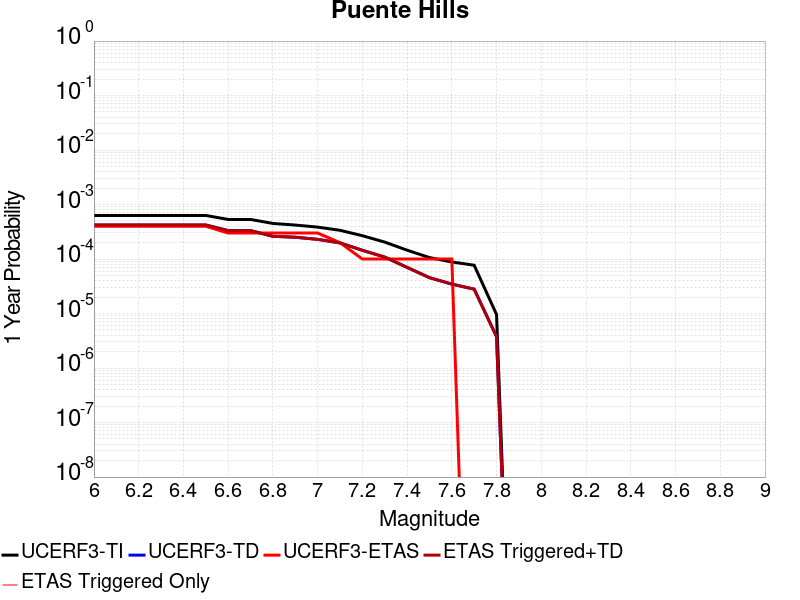 Puente Hills
10^0
10^-1
10^-2
10^-3
10^-4
10^-5
10^-6
10^-7
10^-8
1 Year Probability
6 6.2 6.4 6.6 6.8 7 7.2 7.4 7.6 7.8 8 8.2 8.4 8.6 8.8 9
Magnitude
UCERF3-TI UCERF3-TD UCERF3-ETAS ETAS Triggered+TD
ETAS Triggered Only